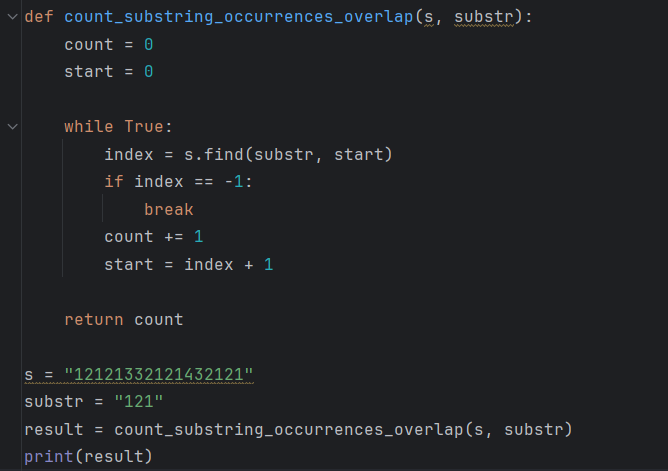 def count_substring_occurrences_overlap(s, substr):
    count = 0
    start = 0
    while True:
        index = s.find(substr, start)
        if index == -1:
            break
        count += 1
        start = index + 1
    return count
s = "12121332121432121"
substr = "121"
result = count_substring_occurrences_overlap(s, substr)
print(result)